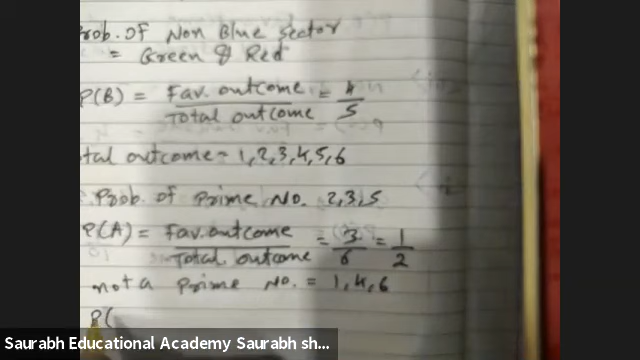 Prob. of Non Blue sector
= Green & Red
P(B) = Fav. outcome / Total outcome = 4/5
tal outcome = 1,2,3,4,5,6
Prob. of Prime No. 2,3,5
P(A) = Fav. outcome / Total outcome = 3/6 = 1/2
not a Prime No. = 1,4,6
P(
Saurabh Educational Academy Saurabh sh...